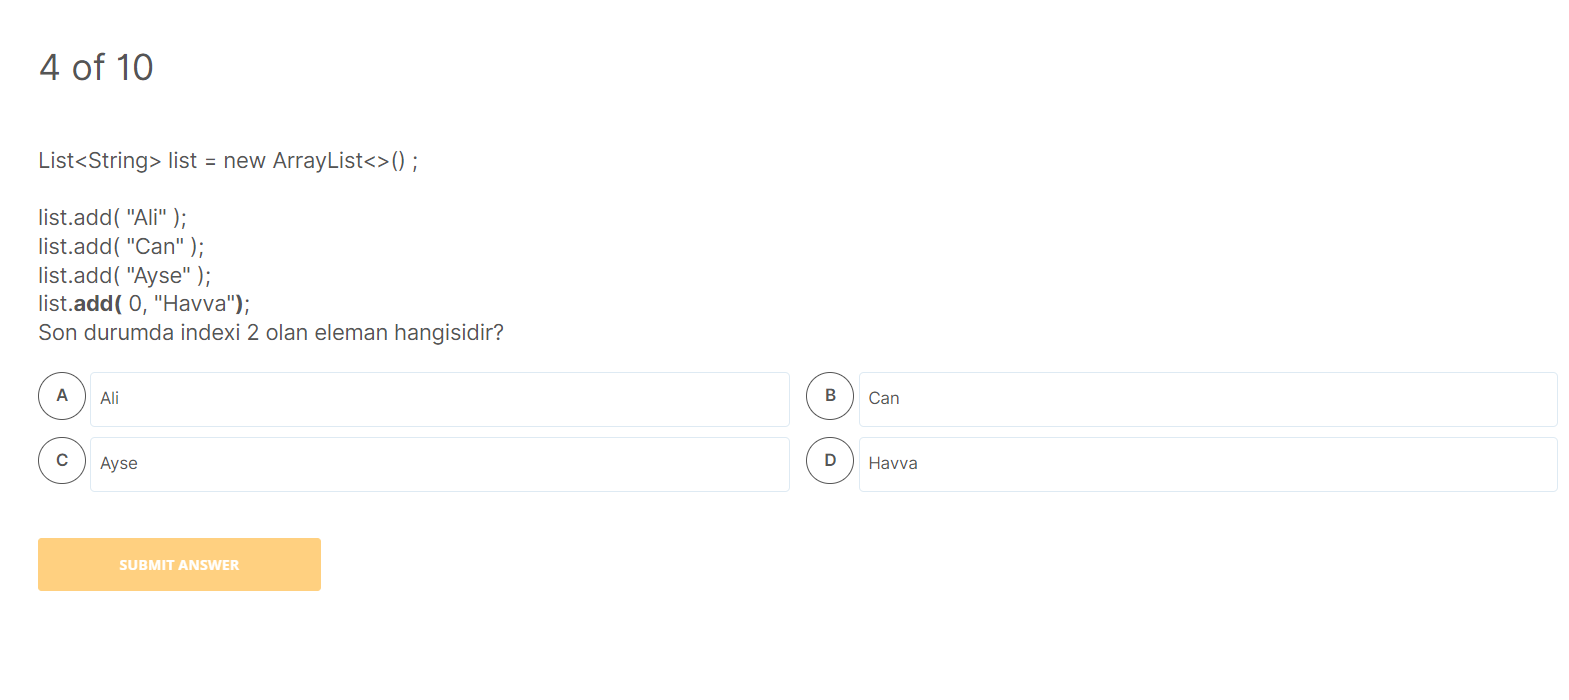 4 of 10
List<String> list = new ArrayList<>() ;
list.add( "Ali" );
list.add( "Can" );
list.add( "Ayse" );
list.add( 0, "Havva");
Son durumda indexi 2 olan eleman hangisidir?
A Ali
B Can
C Ayse
D Havva
SUBMIT ANSWER